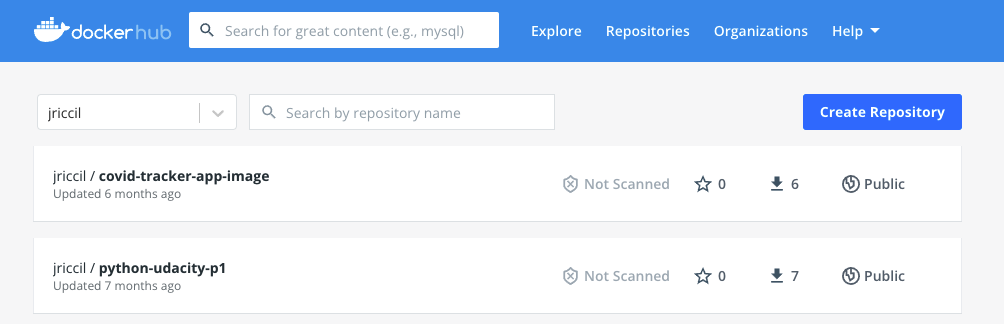 dockerhub Search for great content (e.g., mysql) Explore Repositories Organizations Help
jriccil Search by repository name Create Repository
jriccil / covid-tracker-app-image Not Scanned 0 6 Public
Updated 6 months ago
jriccil / python-udacity-p1 Not Scanned 0 7 Public
Updated 7 months ago